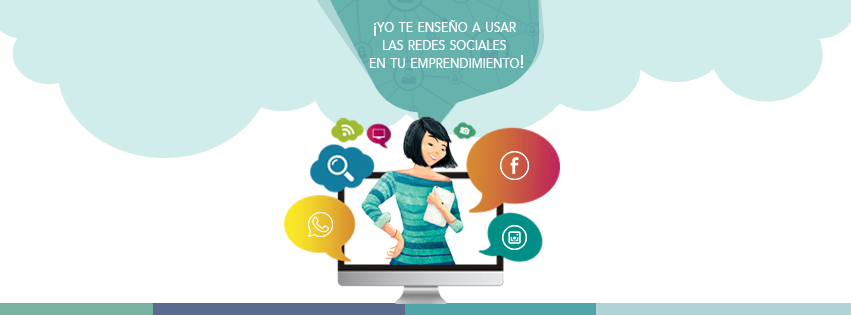 ¡YO TE ENSEÑO A USAR
LAS REDES SOCIALES
EN TU EMPRENDIMIENTO!